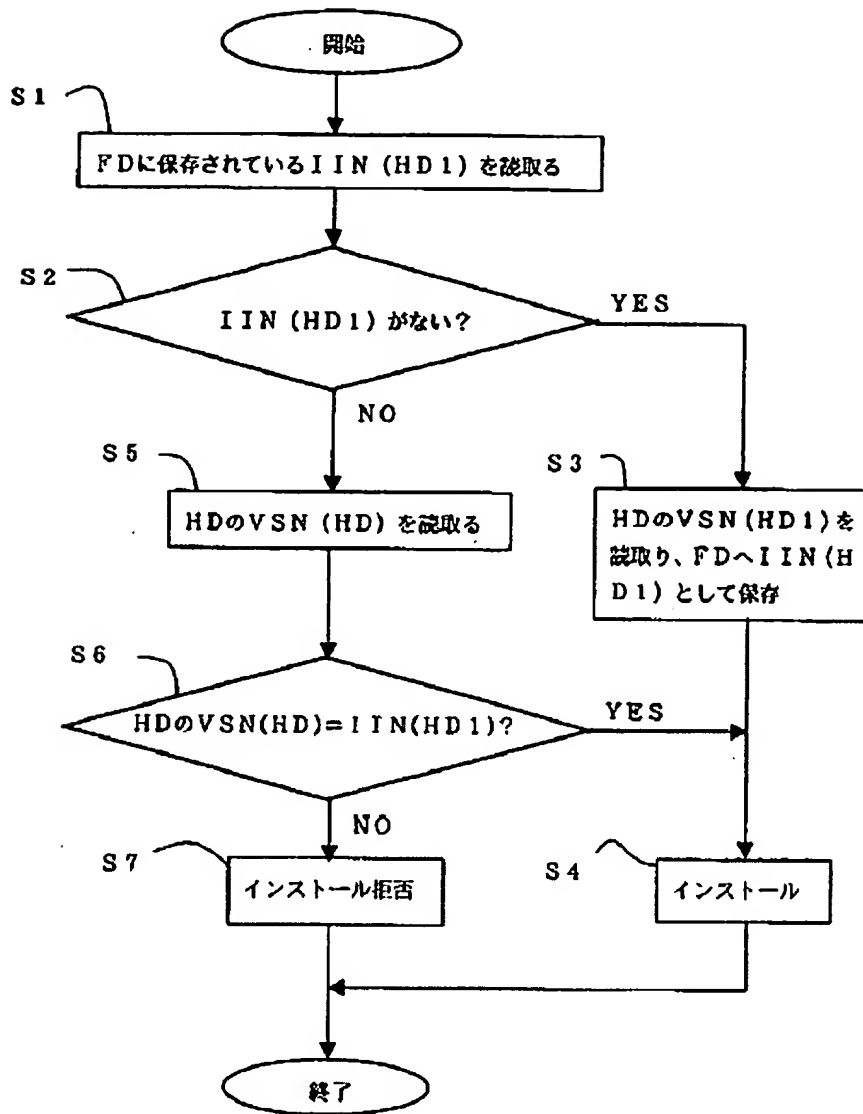 開始
S1
FDに保存されているIIN(HD1)を読取る
S2
IIN(HD1)がない?
YES
NO
S5
HDのVSN(HD)を読取る
S3
HDのVSN(HD1)を
読取り、FDへIIN(H
D1)として保存
S6
HDのVSN(HD)=IIN(HD1)?
YES
NO
S7
インストール拒否
S4
インストール
終了